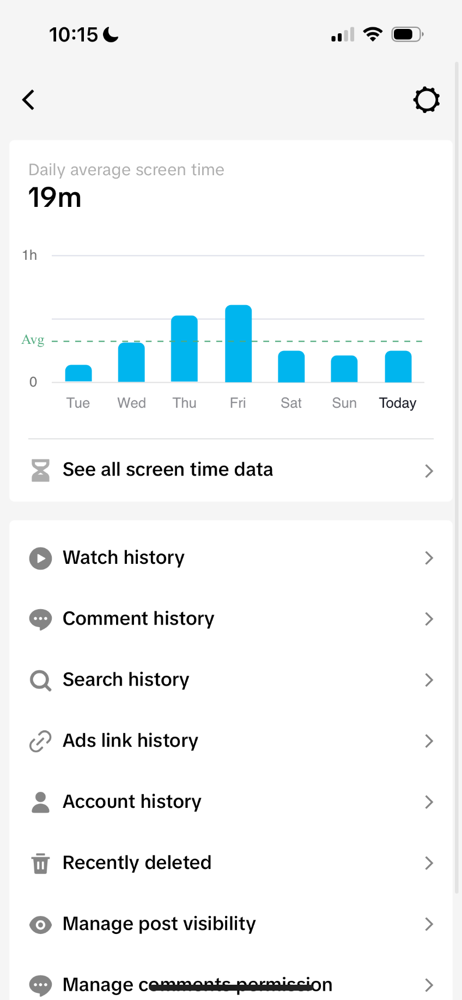 10:15
Daily average screen time
19m
1h
Avg
0
Tue Wed Thu Fri Sat Sun Today
See all screen time data
Watch history
Comment history
Search history
Ads link history
Account history
Recently deleted
Manage post visibility
Manage comments permission